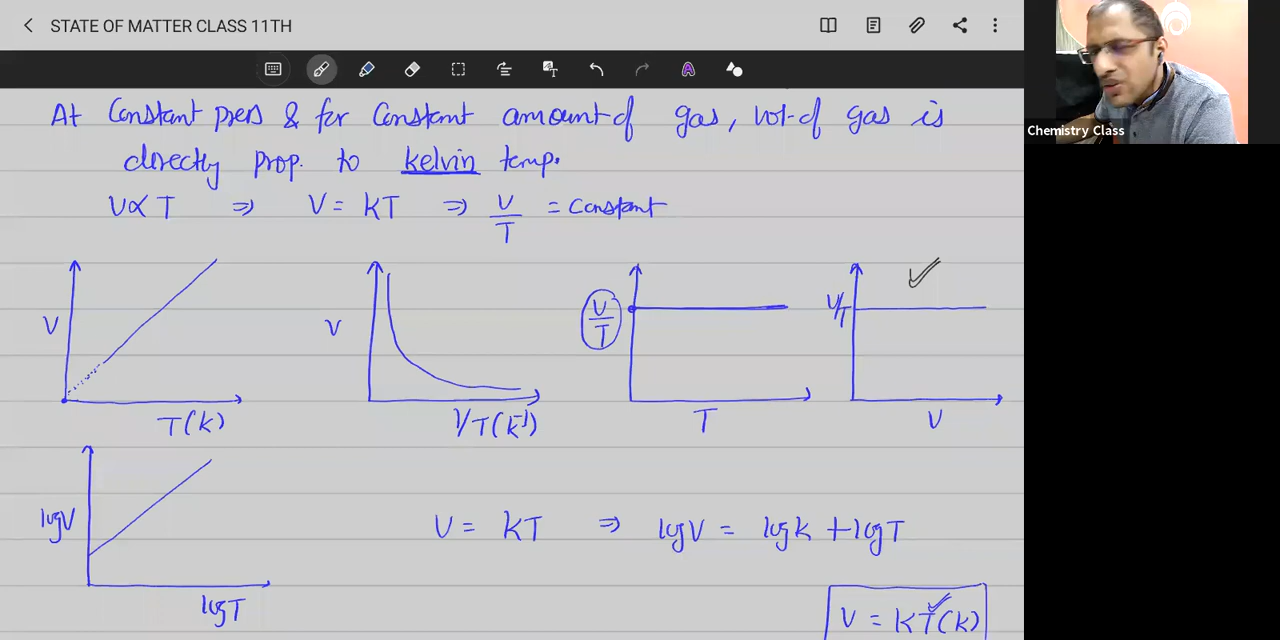 STATE OF MATTER CLASS 11TH
Chemistry Class
At Constant press & for Constant amount of gas, vol. of gas is
directly prop. to kelvin temp.
V∝ T ⇒ V = KT ⇒ V/T = Constant
V
T(k)
V
1/T(k⁻¹)
V/T
T
V/T
V
logV
logT
V = KT ⇒ logV = logk + logT
V = KT(k)